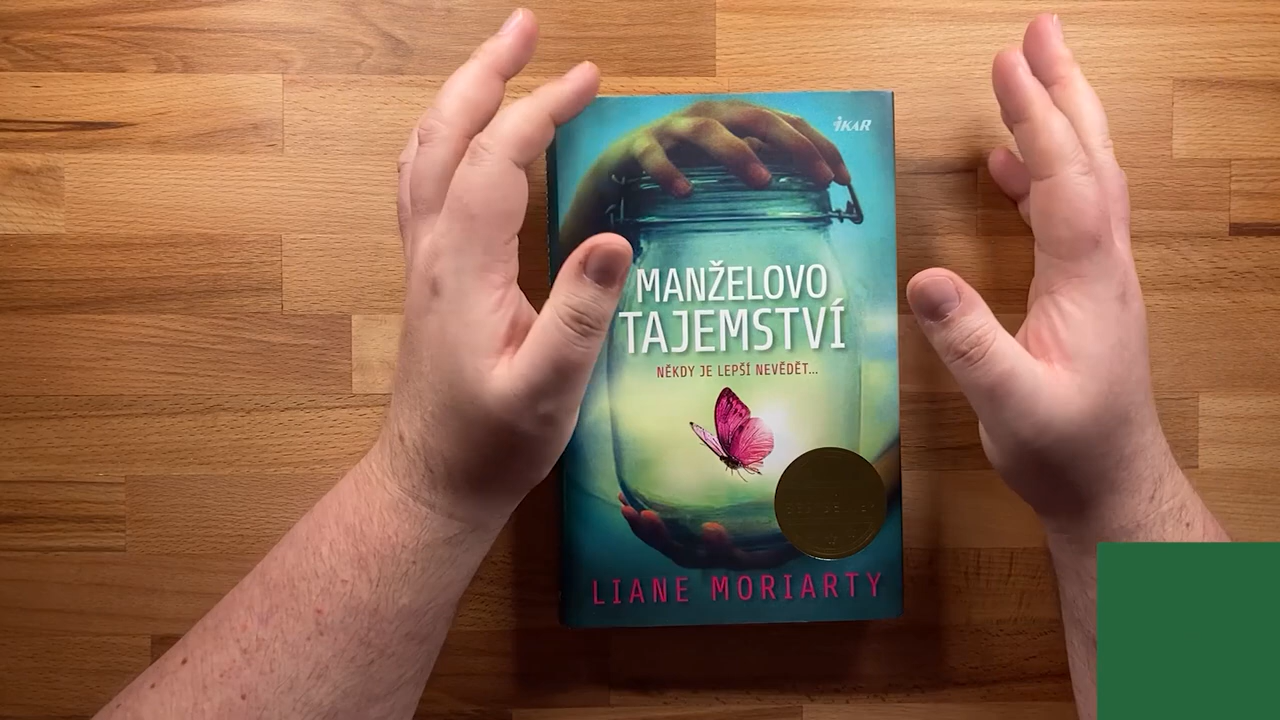 iKAR
MANŽELOVO
TAJEMSTVÍ
NĚKDY JE LEPŠÍ NEVĚDĚT...
LIANE MORIARTY